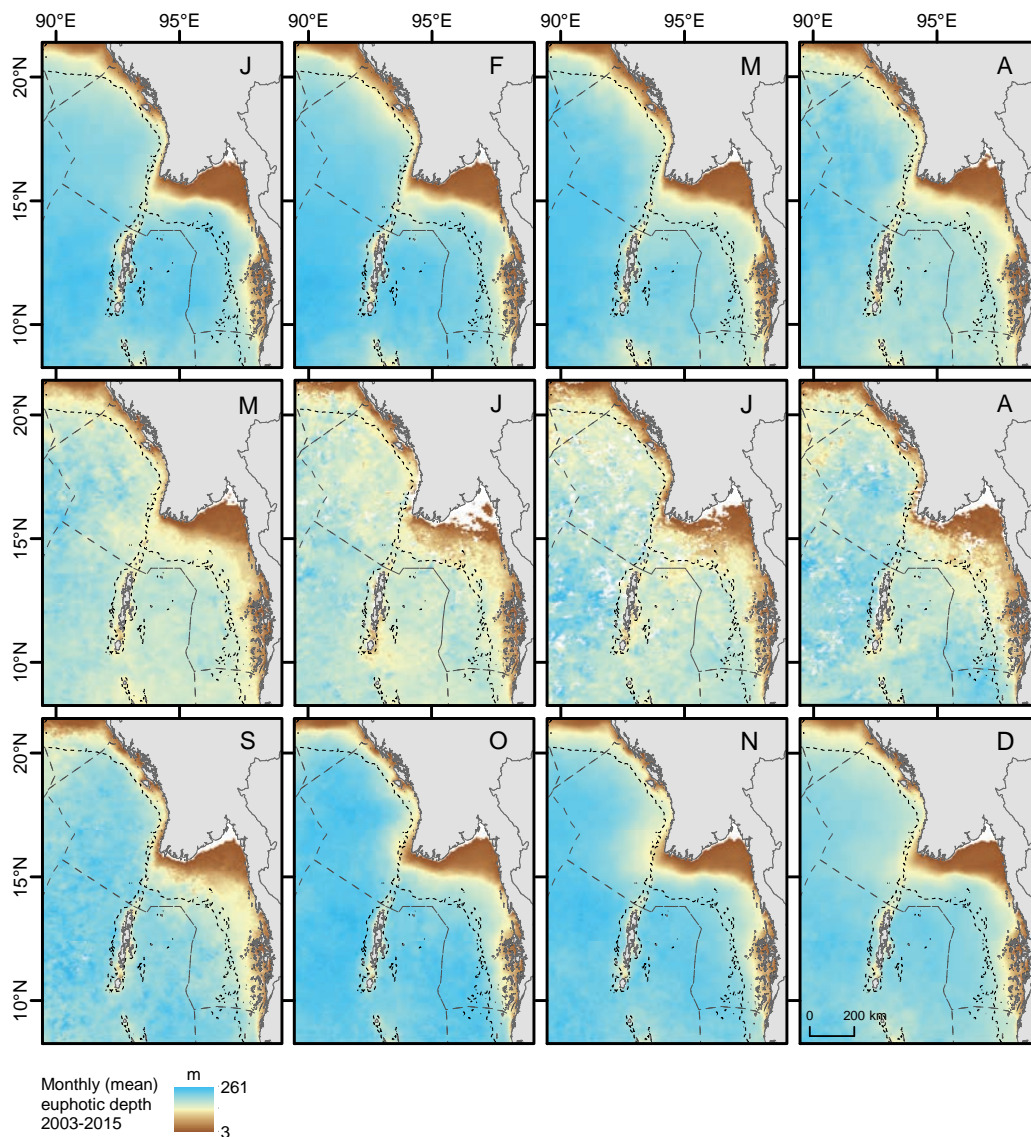 90°E 95°E 90°E 95°E 90°E 95°E 90°E 95°E
20°N J F M A
15°N
10°N
20°N M J J A
15°N
10°N
20°N S O N D
15°N
10°N
0 200 km
m
Monthly (mean) 261
euphotic depth
2003-2015 3